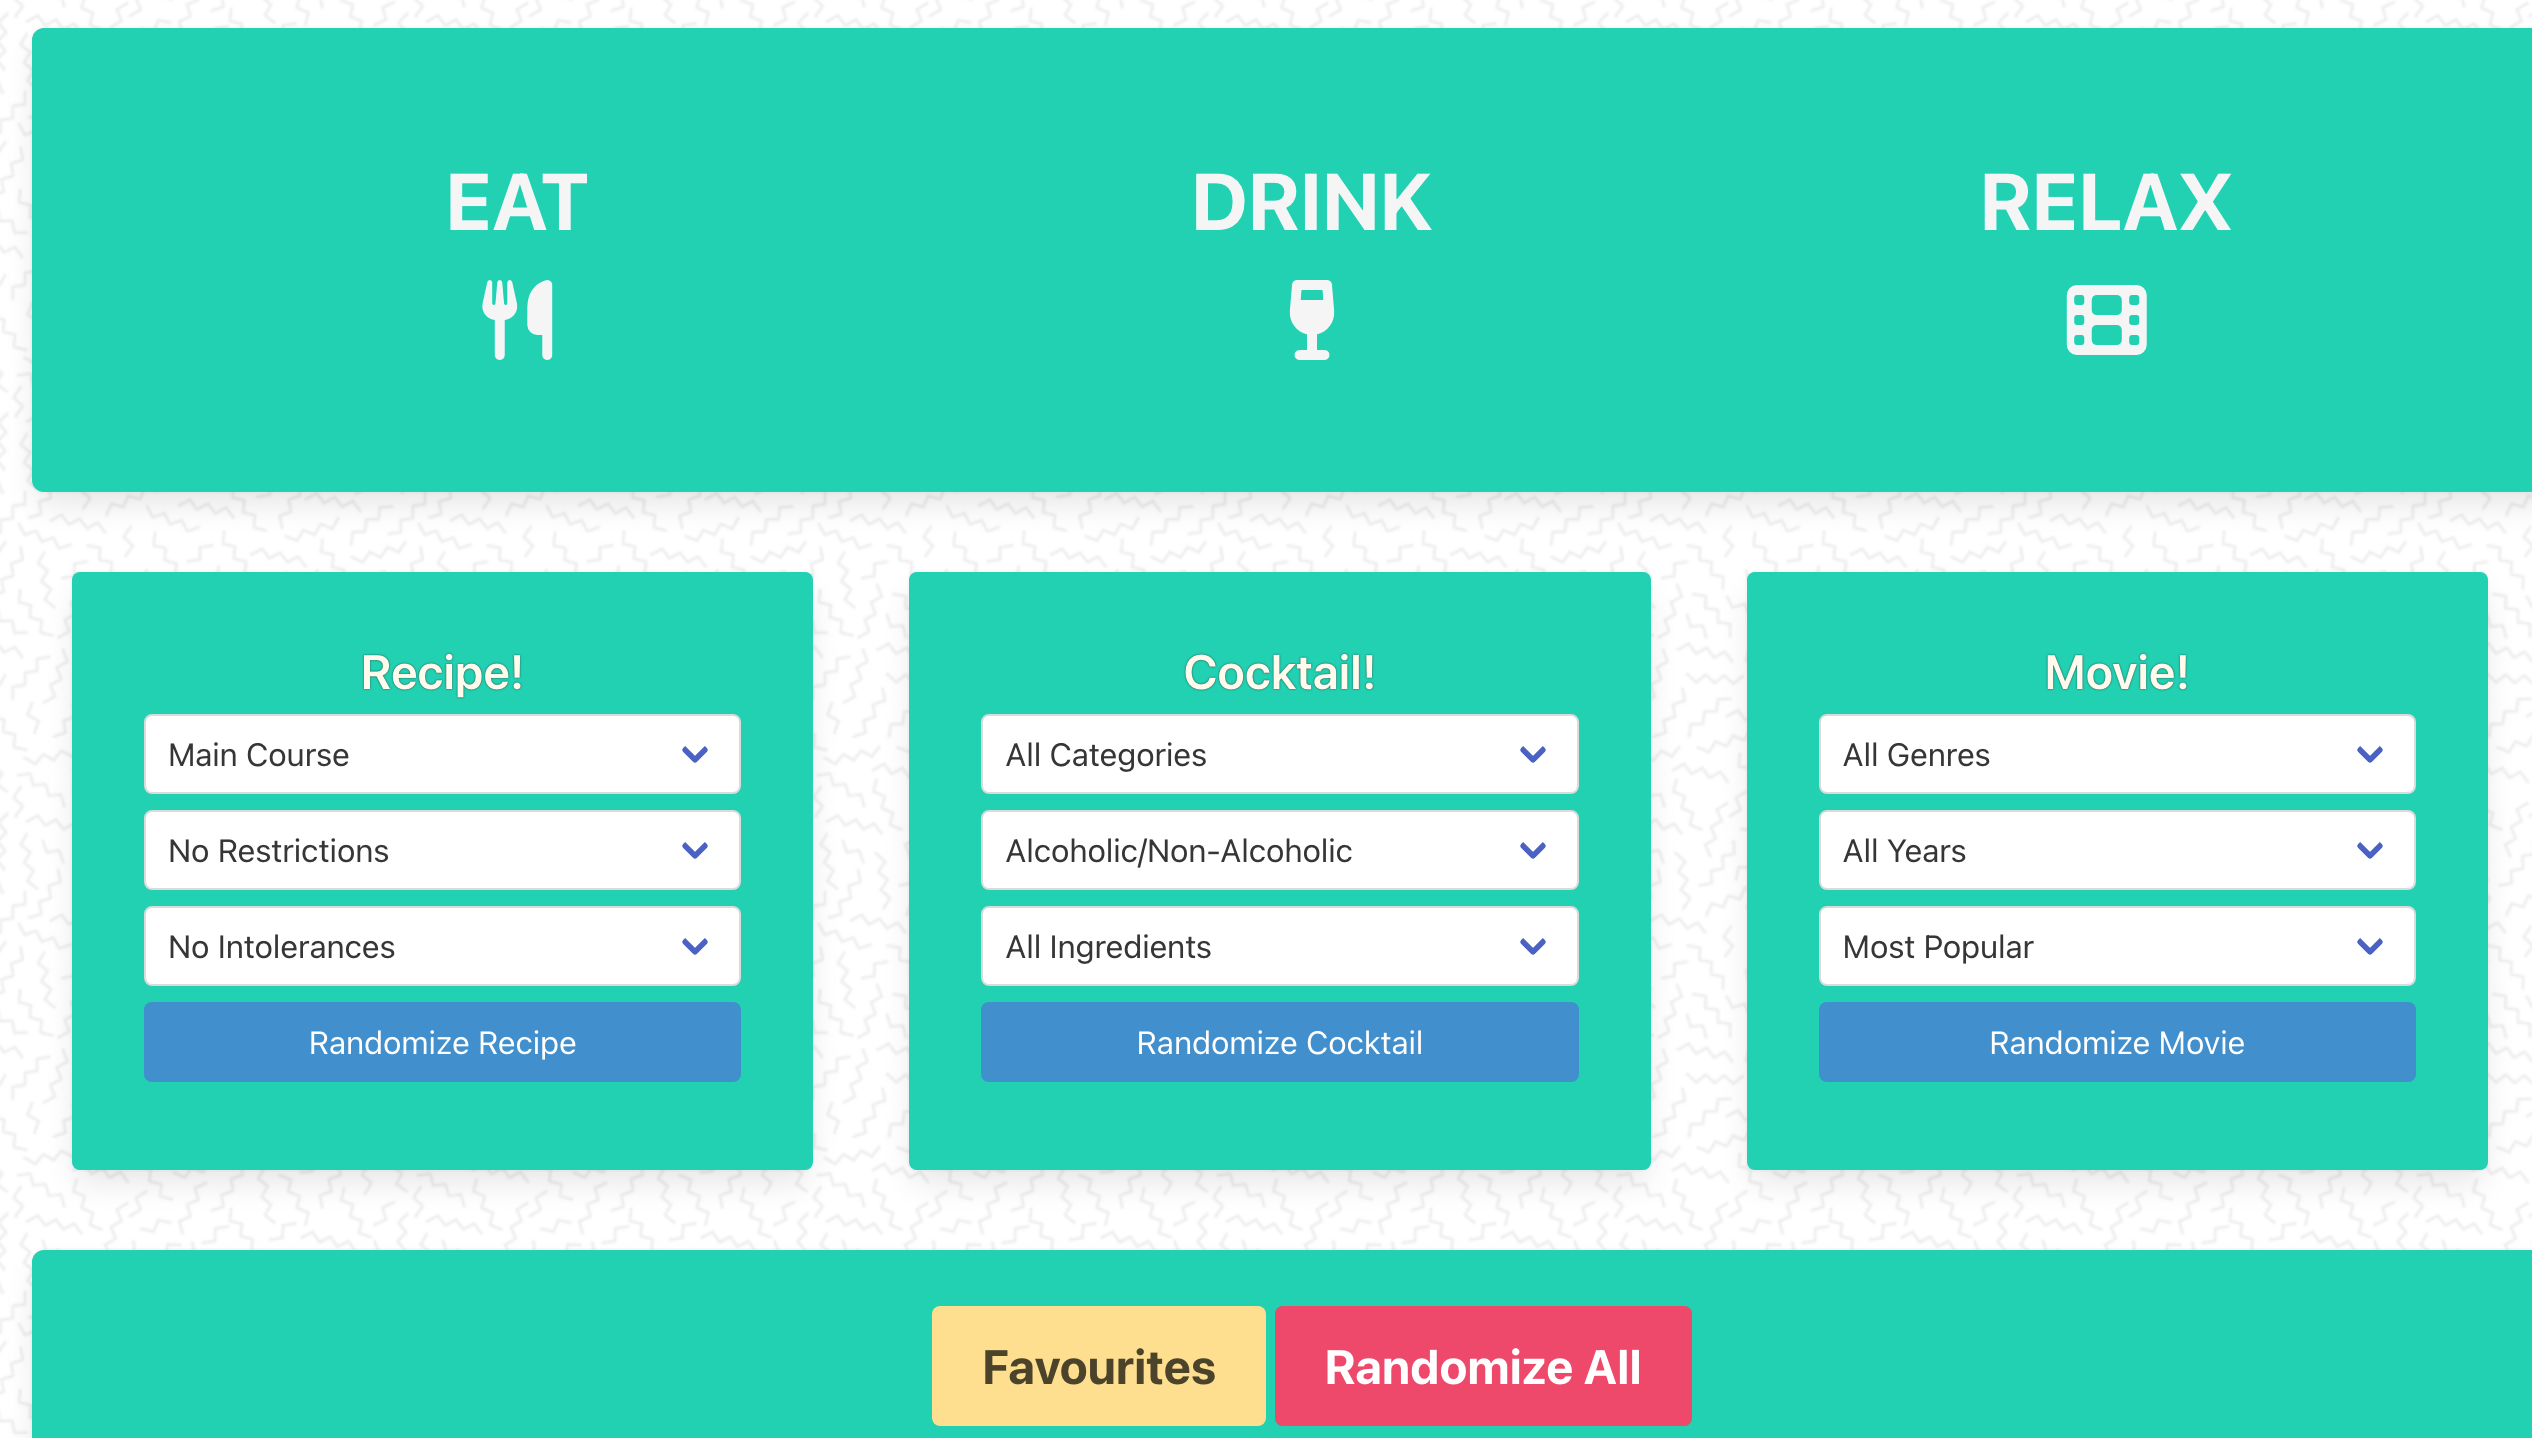 EAT
DRINK
RELAX
Recipe!
Main Course
No Restrictions
No Intolerances
Randomize Recipe
Cocktail!
All Categories
Alcoholic/Non-Alcoholic
All Ingredients
Randomize Cocktail
Movie!
All Genres
All Years
Most Popular
Randomize Movie
Favourites
Randomize All